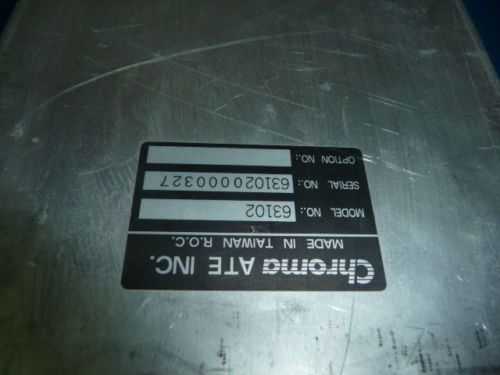 Chroma ATE INC.
MADE IN TAIWAN R.O.C.
MODEL NO.: 63102
SERIAL NO.: 631020000327
OPTION NO.: